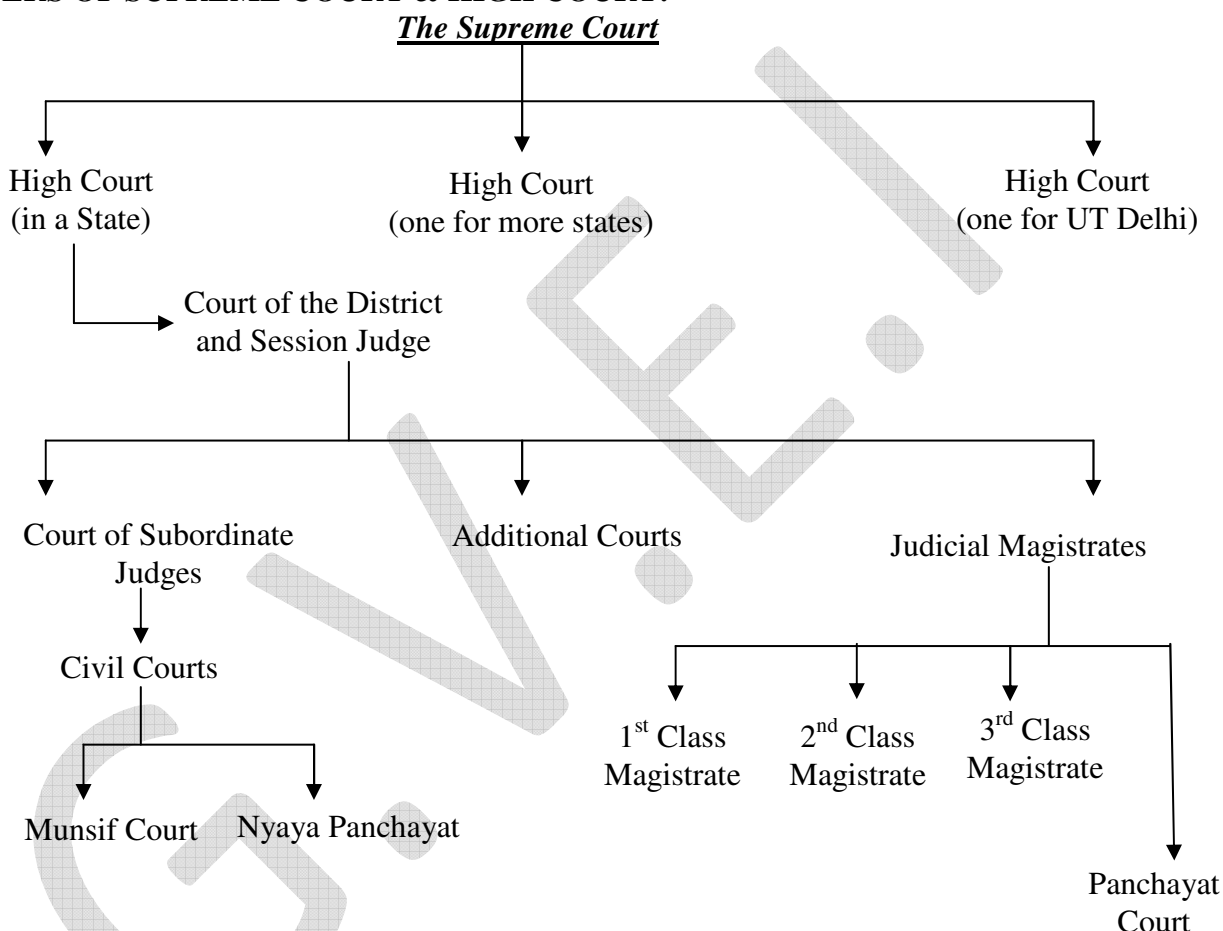 The Supreme Court
High Court
(in a State)
High Court
(one for more states)
High Court
(one for UT Delhi)
Court of the District
and Session Judge
Court of Subordinate
Judges
Additional Courts
Judicial Magistrates
Civil Courts
1st Class
Magistrate
2nd Class
Magistrate
3rd Class
Magistrate
Munsif Court
Nyaya Panchayat
Panchayat
Court
G.V.E.I